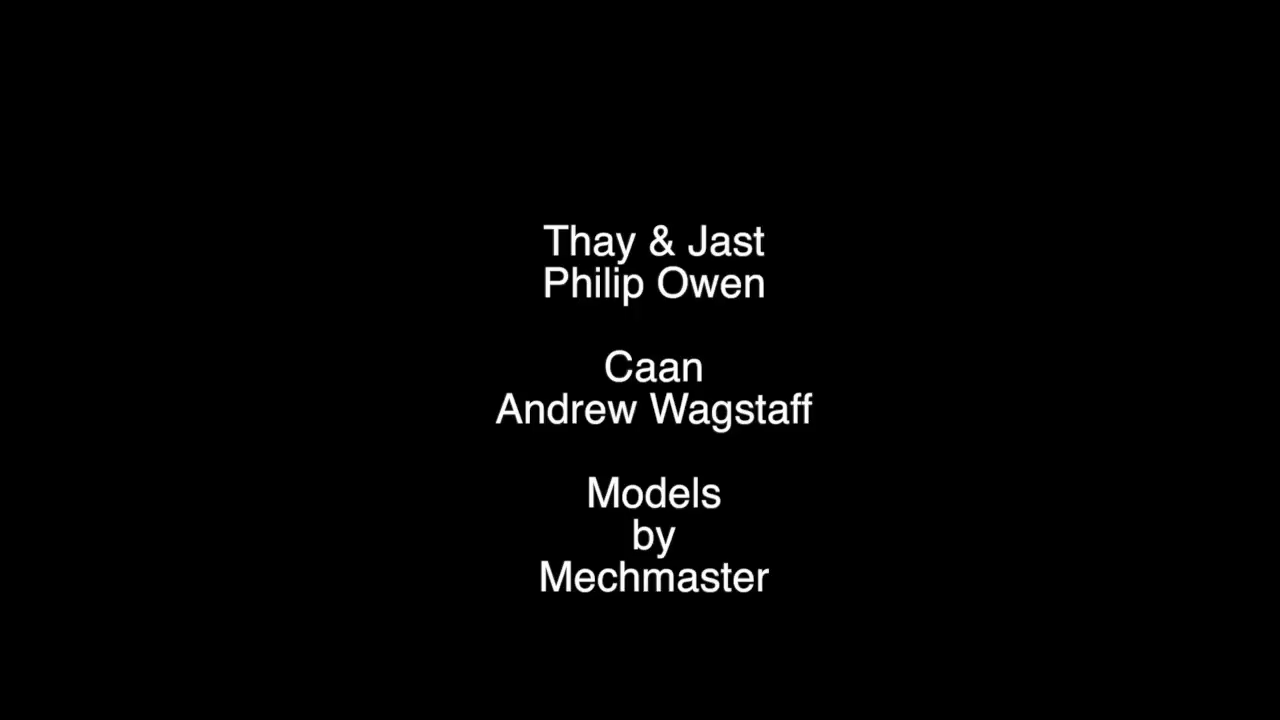 Thay & Jast
Philip Owen
Caan
Andrew Wagstaff
Models
by
Mechmaster